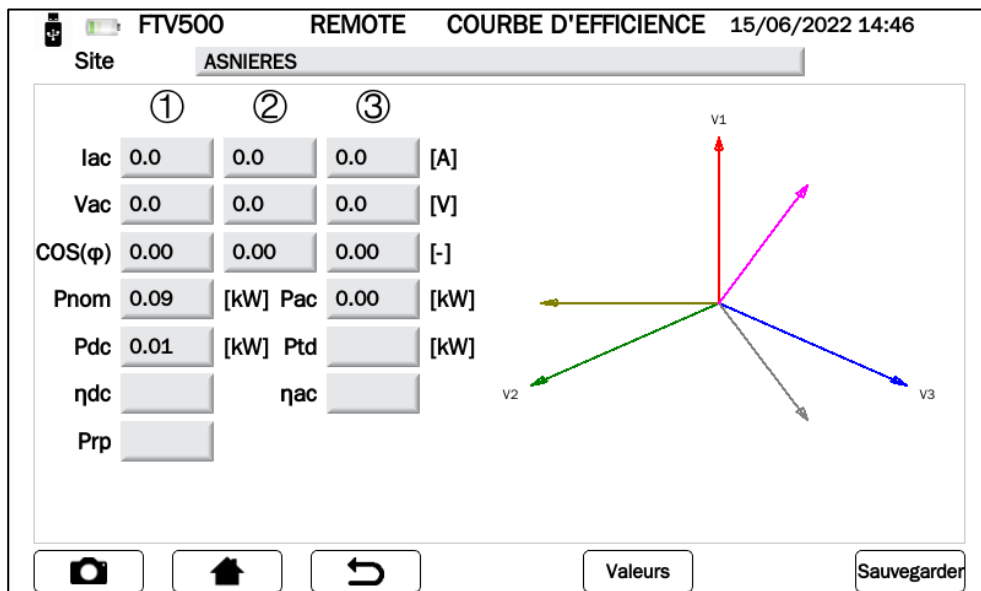 FTV500 REMOTE COURBE D'EFFICIENCE 15/06/2022 14:46
Site ASNIERES
① ② ③
Iac 0.0 0.0 0.0 [A]
Vac 0.0 0.0 0.0 [V]
COS(φ) 0.00 0.00 0.00 [-]
Pnom 0.09 [kW] Pac 0.00 [kW]
Pdc 0.01 [kW] Ptd [kW]
ηdc ηac
Prp
V1
V2
V3
Valeurs
Sauvegarder